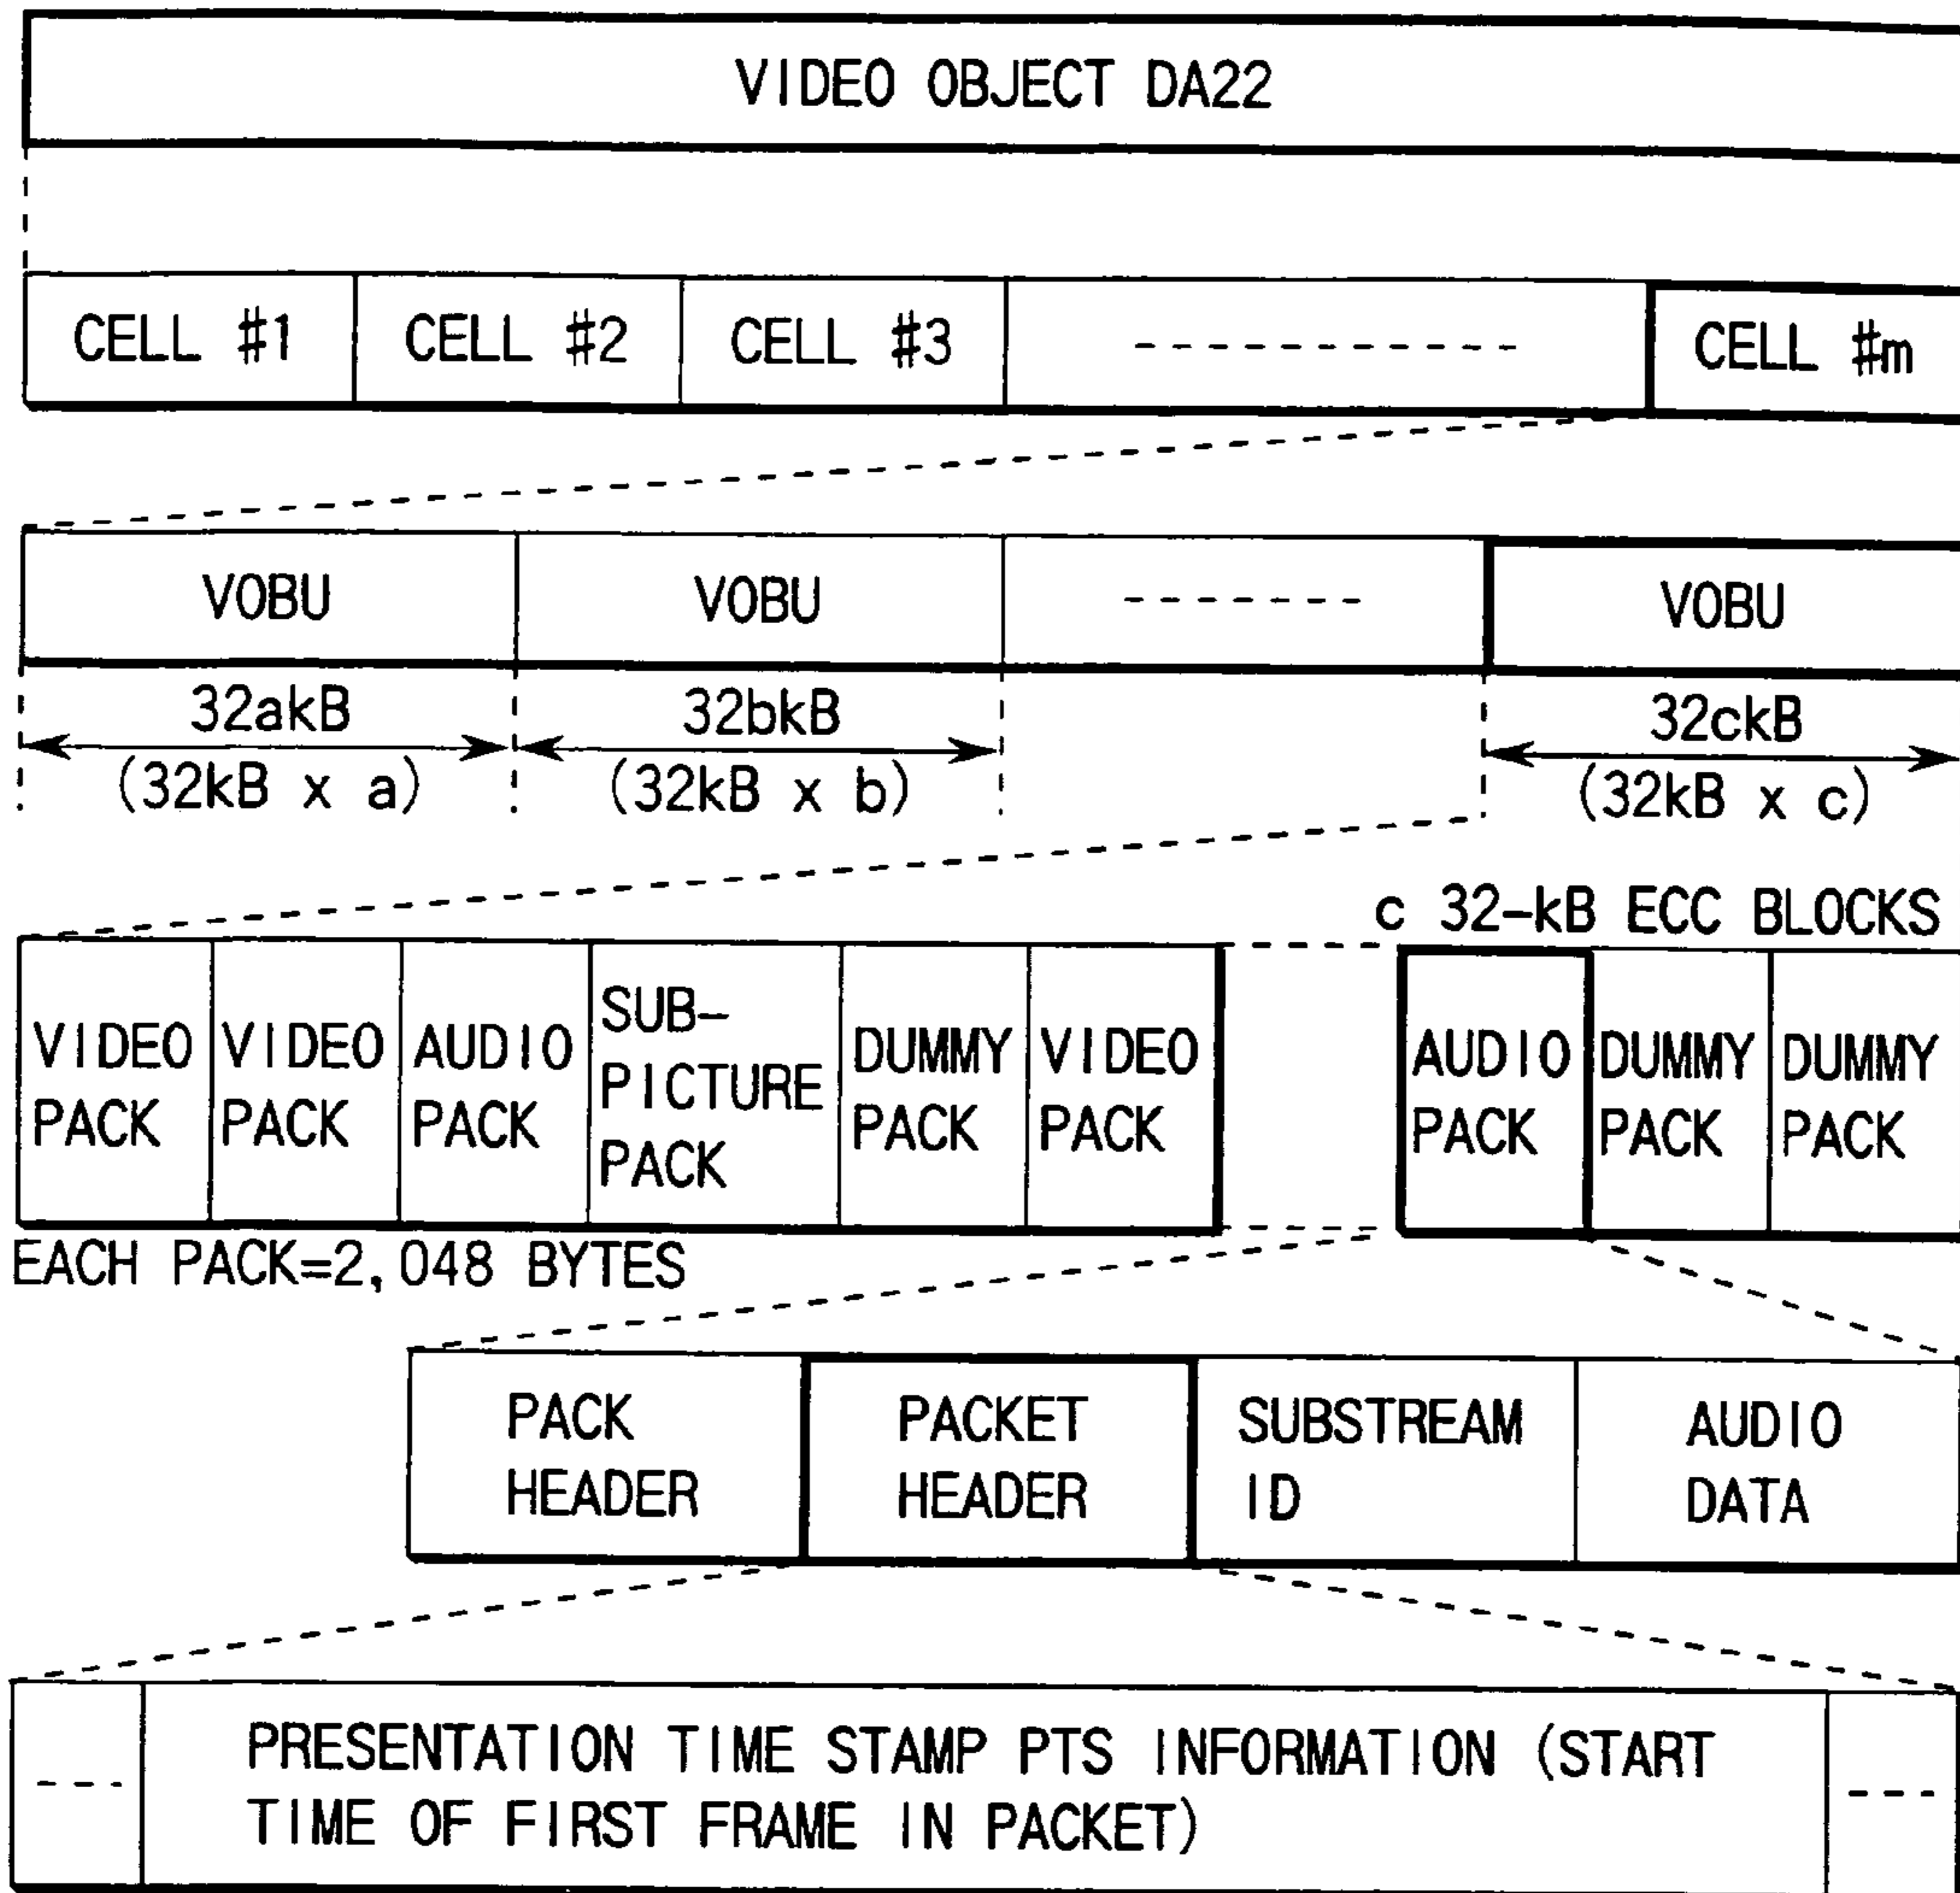 VIDEO OBJECT DA22
CELL #1 CELL #2 CELL #3 ------------ CELL #m
VOBU VOBU ------- VOBU
32akB 32bkB 32ckB
(32kB x a) (32kB x b) (32kB x c)
c 32-kB ECC BLOCKS
VIDEO PACK
VIDEO PACK
AUDIO PACK
SUB-
PICTURE
PACK
DUMMY PACK
VIDEO PACK
AUDIO PACK
DUMMY PACK
DUMMY PACK
EACH PACK=2,048 BYTES
PACK HEADER
PACKET HEADER
SUBSTREAM ID
AUDIO DATA
--- PRESENTATION TIME STAMP PTS INFORMATION (START ---
TIME OF FIRST FRAME IN PACKET)